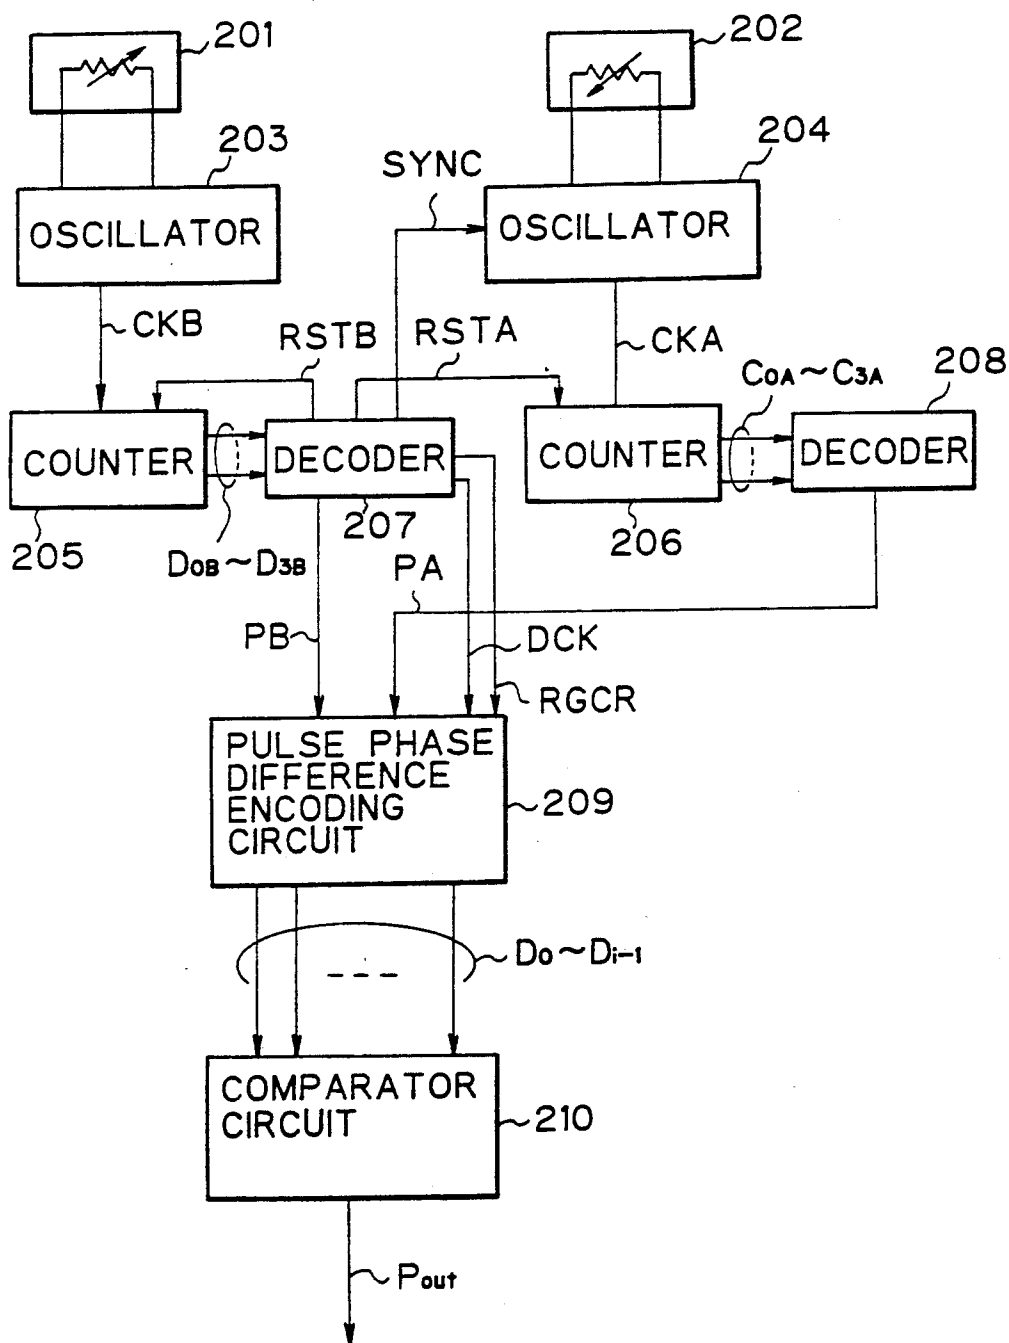 201
202
203
204
SYNC
OSCILLATOR
OSCILLATOR
CKB
RSTB
RSTA
CKA
C0A~C3A
208
COUNTER
DECODER
COUNTER
DECODER
205
D0B~D3B
207
206
PA
PB
DCK
RGCR
PULSE PHASE
DIFFERENCE
ENCODING
CIRCUIT
209
D0~Di-1
COMPARATOR
CIRCUIT
210
Pout